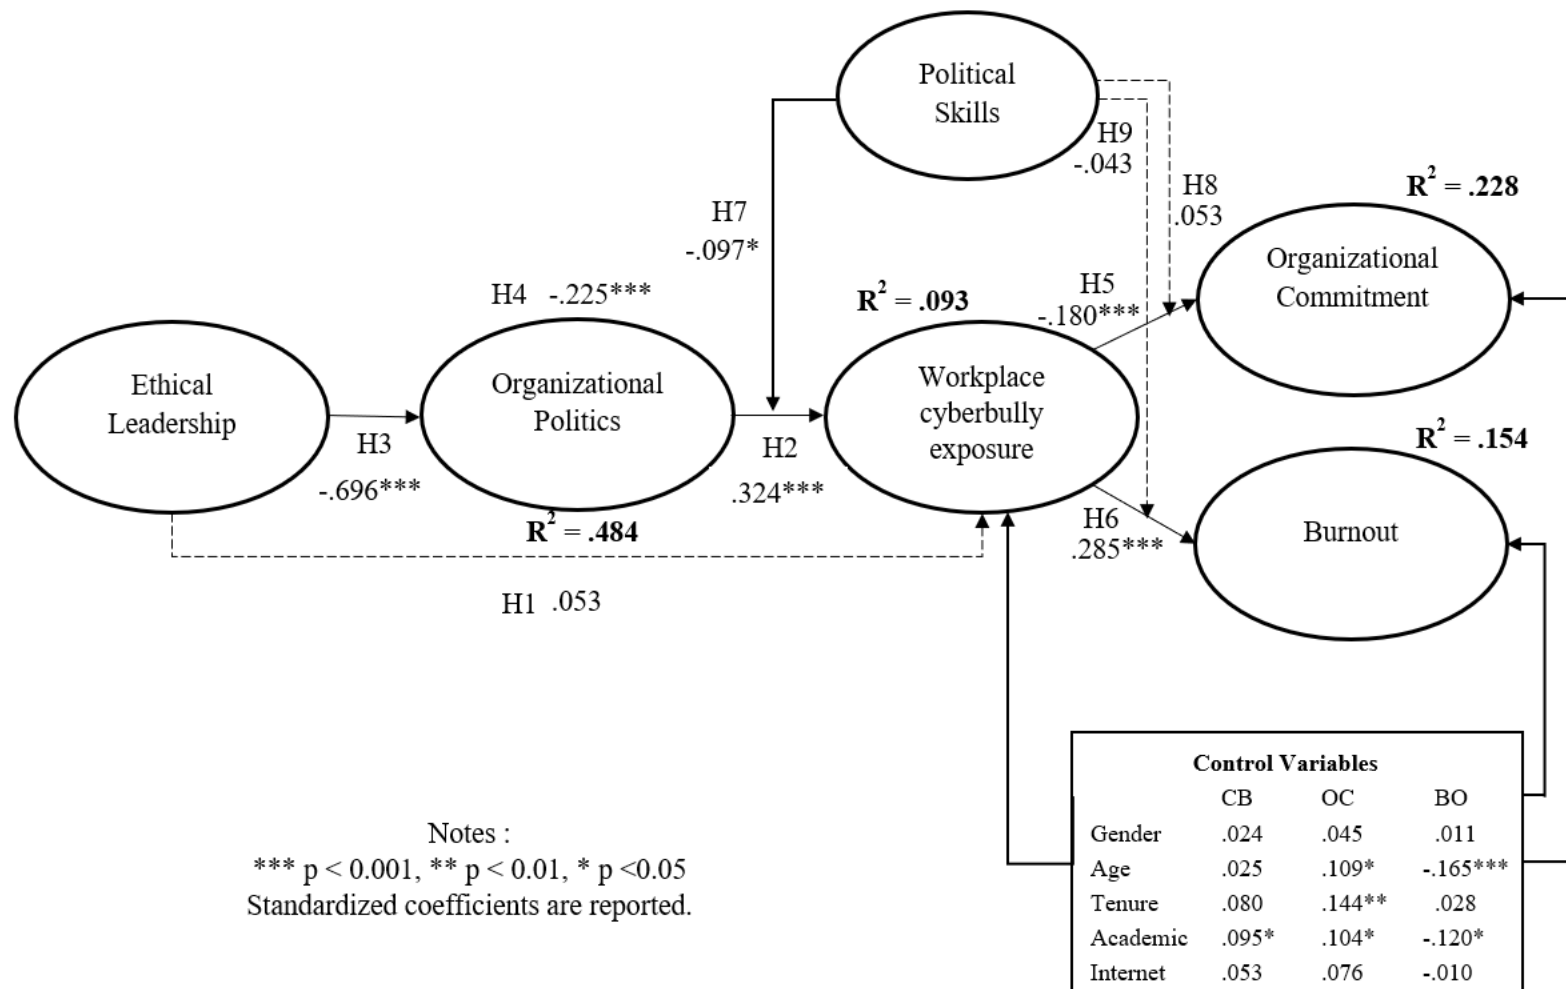 Political
Skills
H9
-.043
H8
.053
R² = .228
H7
-.097*
Organizational
Commitment
H4 -.225***
R² = .093
H5
-.180***
Ethical
Leadership
Organizational
Politics
Workplace
cyberbully
exposure
H3
-.696***
H2
.324***
R² = .154
H6
.285***
Burnout
R² = .484
H1 .053
Control Variables
CB OC BO
Gender .024 .045 .011
Age .025 .109* -.165***
Tenure .080 .144** .028
Academic .095* .104* -.120*
Internet .053 .076 -.010
Notes :
*** p < 0.001, ** p < 0.01, * p <0.05
Standardized coefficients are reported.